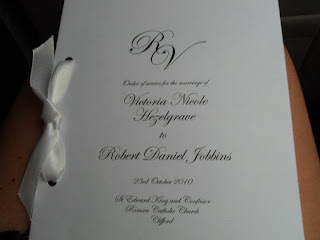 RV
Order of service for the marriage of
Victoria Nicole
Hezelgrave
to
Robert Daniel Jobbins
23rd October 2010
St Edward King and Confessor
Roman Catholic Church
Clifford